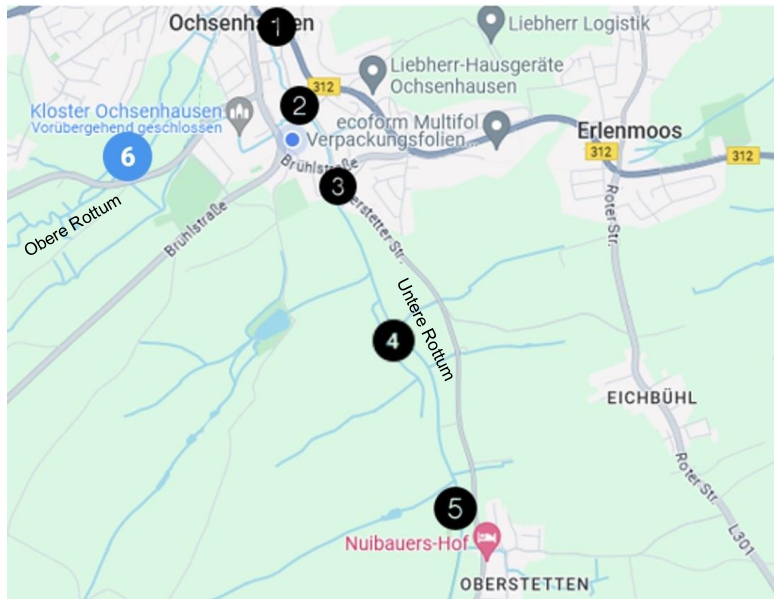 Ochsenhausen
1
Liebherr Logistik
312
Liebherr-Hausgeräte
Ochsenhausen
2
Kloster Ochsenhausen
Vorübergehend geschlossen
ecoform Multifol
Verpackungsfolien...
Erlenmoos
312
312
6
Brühlstraße
3
Obere Rottum
Brühlstraße
erstetter Str.
Roter Str.
Untere Rottum
4
EICHBÜHL
Roter Str.
L301
5
Nuibauers-Hof
OBERSTETTEN